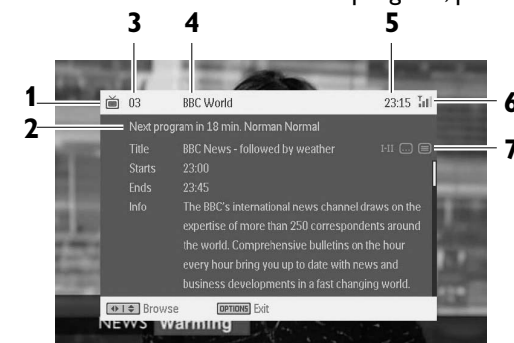 3 4 5
1 03 BBC World 23:15 6
2 Next program in 18 min. Norman Normal
Title BBC News - followed by weather I-II 7
Starts 23:00
Ends 23:45
Info The BBC's international news channel draws on the
expertise of more than 250 correspondents around
the world. Comprehensive bulletins on the hour
every hour bring you up to date with news and
business developments in a fast changing world.
Browse OPTIONS Exit
NEWS Warming